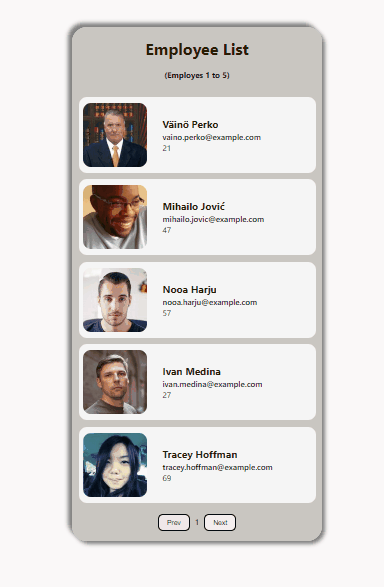 Employee List
(Employes 1 to 5)
Väinö Perko
vaino.perko@example.com
21
Mihailo Jović
mihailo.jovic@example.com
47
Nooa Harju
nooa.harju@example.com
57
Ivan Medina
ivan.medina@example.com
27
Tracey Hoffman
tracey.hoffman@example.com
69
Prev 1 Next